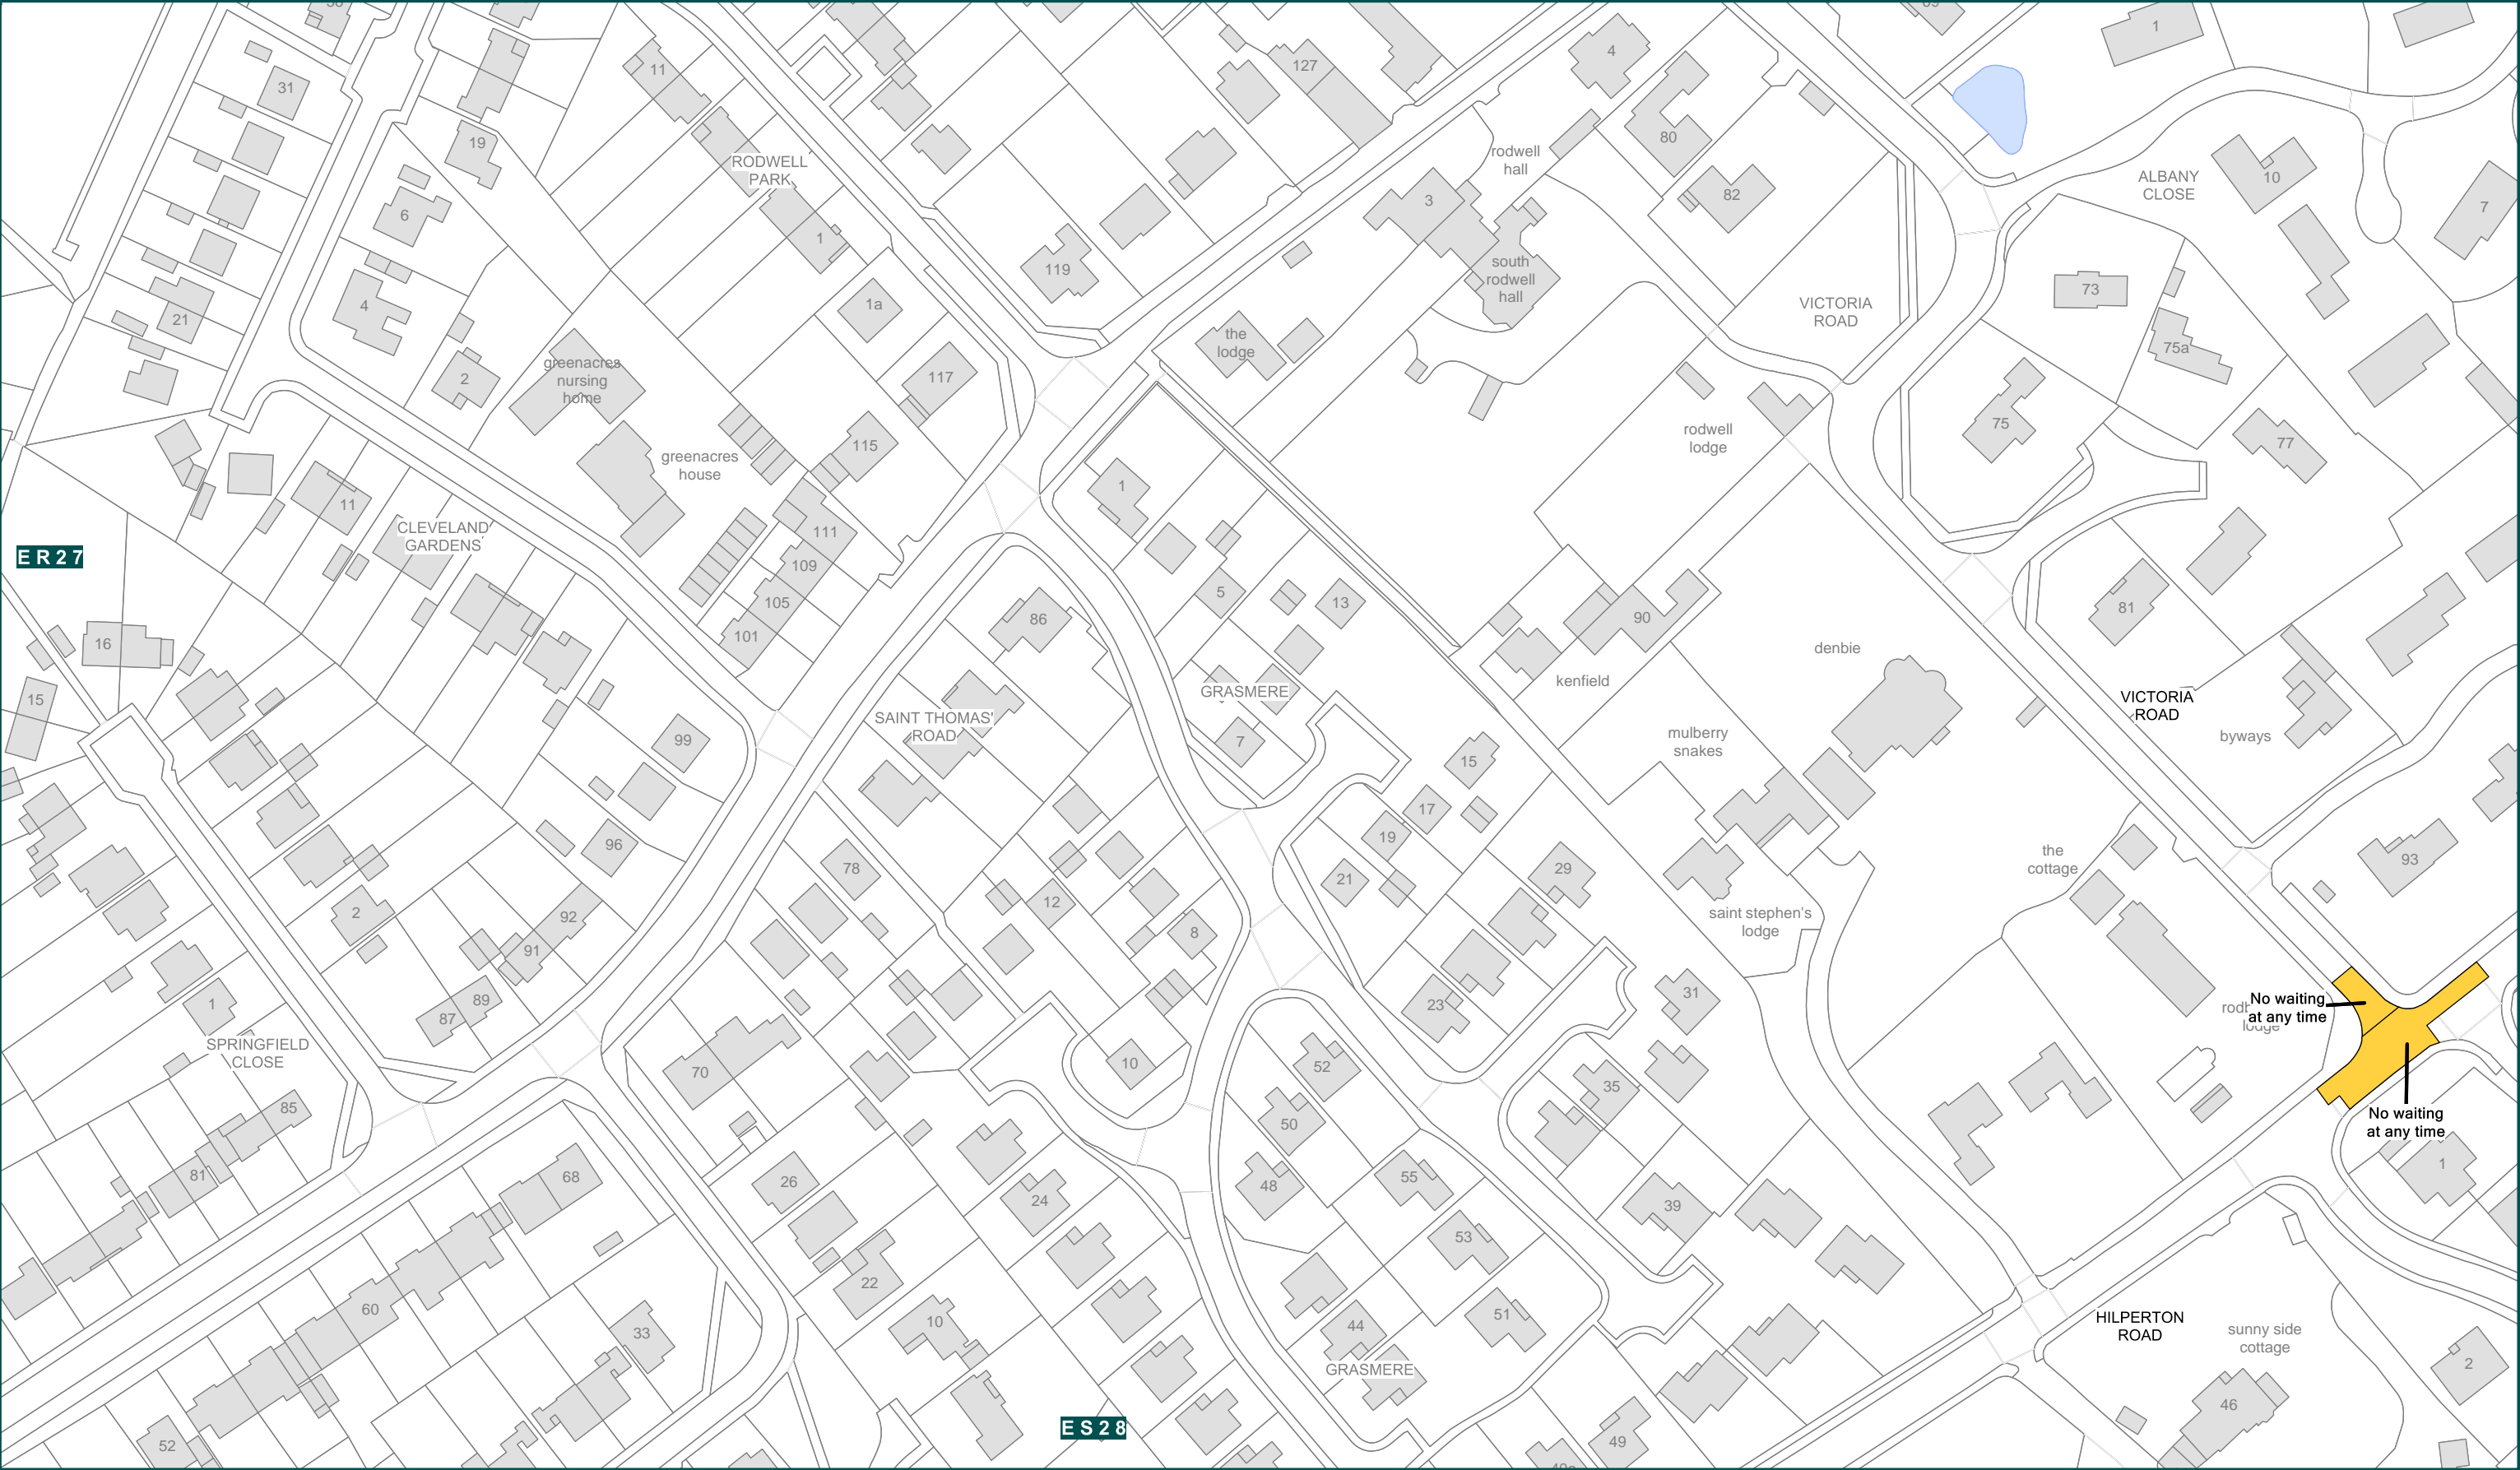 31
11
127
4
1
19
RODWELL
PARK
80
rodwell
hall
6
1
3
82
ALBANY
CLOSE
10
7
119
south
rodwell
hall
73
4
21
1a
VICTORIA
ROAD
the
lodge
75a
2
greenacres
nursing
home
117
75
77
115
rodwell
lodge
greenacres
house
11
1
CLEVELAND
GARDENS
111
ER27
109
5
13
105
81
101
86
90
16
denbie
kenfield
15
GRASMERE
VICTORIA
ROAD
SAINT THOMAS'
ROAD
99
7
mulberry
snakes
byways
15
17
19
96
78
21
29
the
cottage
93
2
92
12
8
saint stephen's
lodge
91
1
89
87
23
31
No waiting
at any time
lodge
SPRINGFIELD
CLOSE
70
10
52
35
85
50
No waiting
at any time
81
68
26
24
48
55
1
39
53
22
60
33
10
44
51
HILPERTON
ROAD
sunny side
cottage
GRASMERE
2
46
ES28
52
49